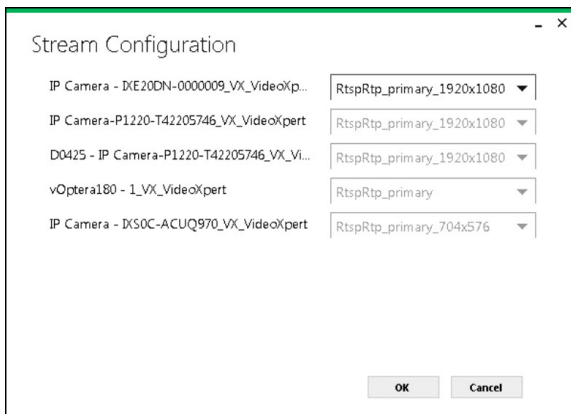 Stream Configuration
IP Camera - IXE20DN-0000009_VX_VideoXp... RtspRtp_primary_1920x1080
IP Camera-P1220-T42205746_VX_VideoXpert RtspRtp_primary_1920x1080
D0425 - IP Camera-P1220-T42205746_VX_Vi... RtspRtp_primary_1920x1080
vOptera180 - 1_VX_VideoXpert RtspRtp_primary
IP Camera - IXS0C-ACUQ970_VX_VideoXpert RtspRtp_primary_704x576
OK Cancel